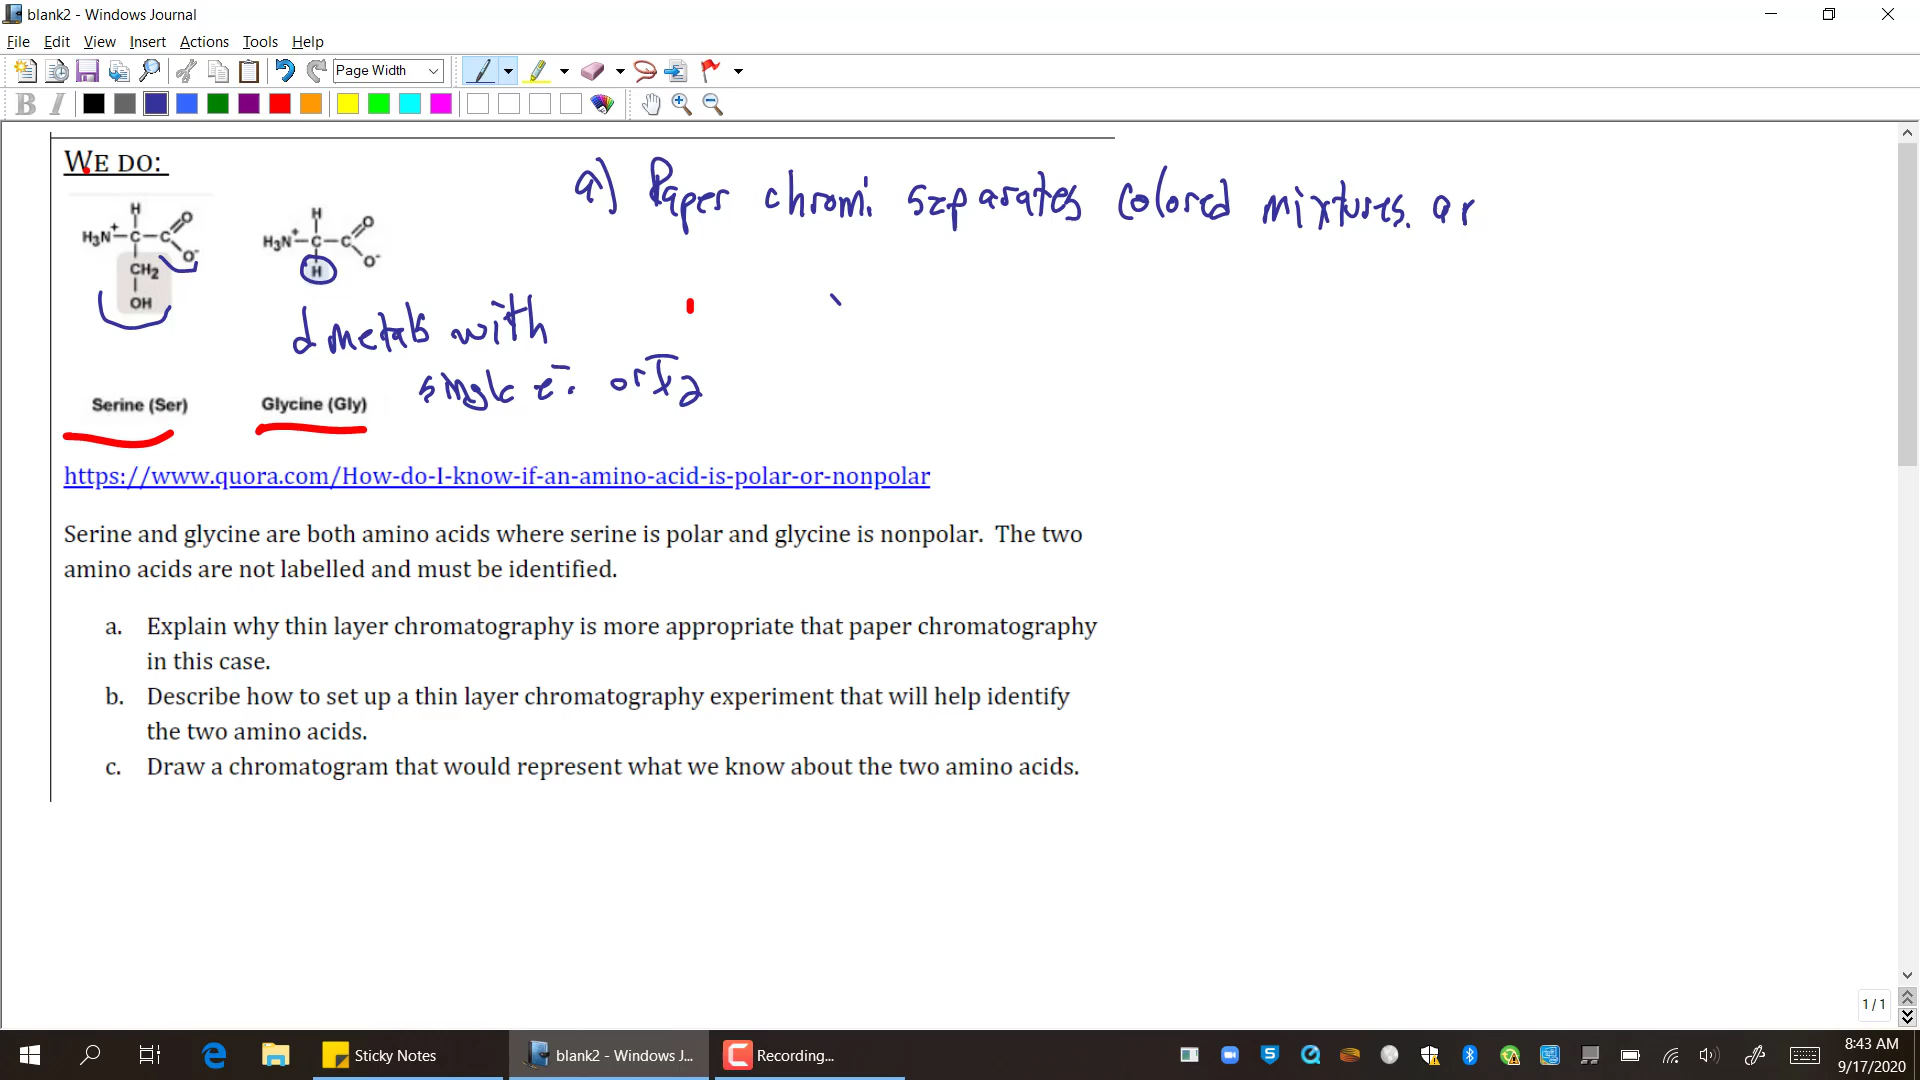 blank2 - Windows Journal
File Edit View Insert Actions Tools Help
Page Width
B I
WE DO:
a) Paper chrom. separates colored mixtures. ar
H
H₃N⁺—C—C
O
O⁻
CH₂
OH
H
H₃N⁺—C—C
O
O⁻
H
d metals with
single e⁻. or I₂
Serine (Ser) Glycine (Gly)
https://www.quora.com/How-do-I-know-if-an-amino-acid-is-polar-or-nonpolar
Serine and glycine are both amino acids where serine is polar and glycine is nonpolar. The two
amino acids are not labelled and must be identified.
a. Explain why thin layer chromatography is more appropriate that paper chromatography
in this case.
b. Describe how to set up a thin layer chromatography experiment that will help identify
the two amino acids.
c. Draw a chromatogram that would represent what we know about the two amino acids.
1 / 1
Sticky Notes
blank2 - Windows J...
Recording...
8:43 AM
9/17/2020